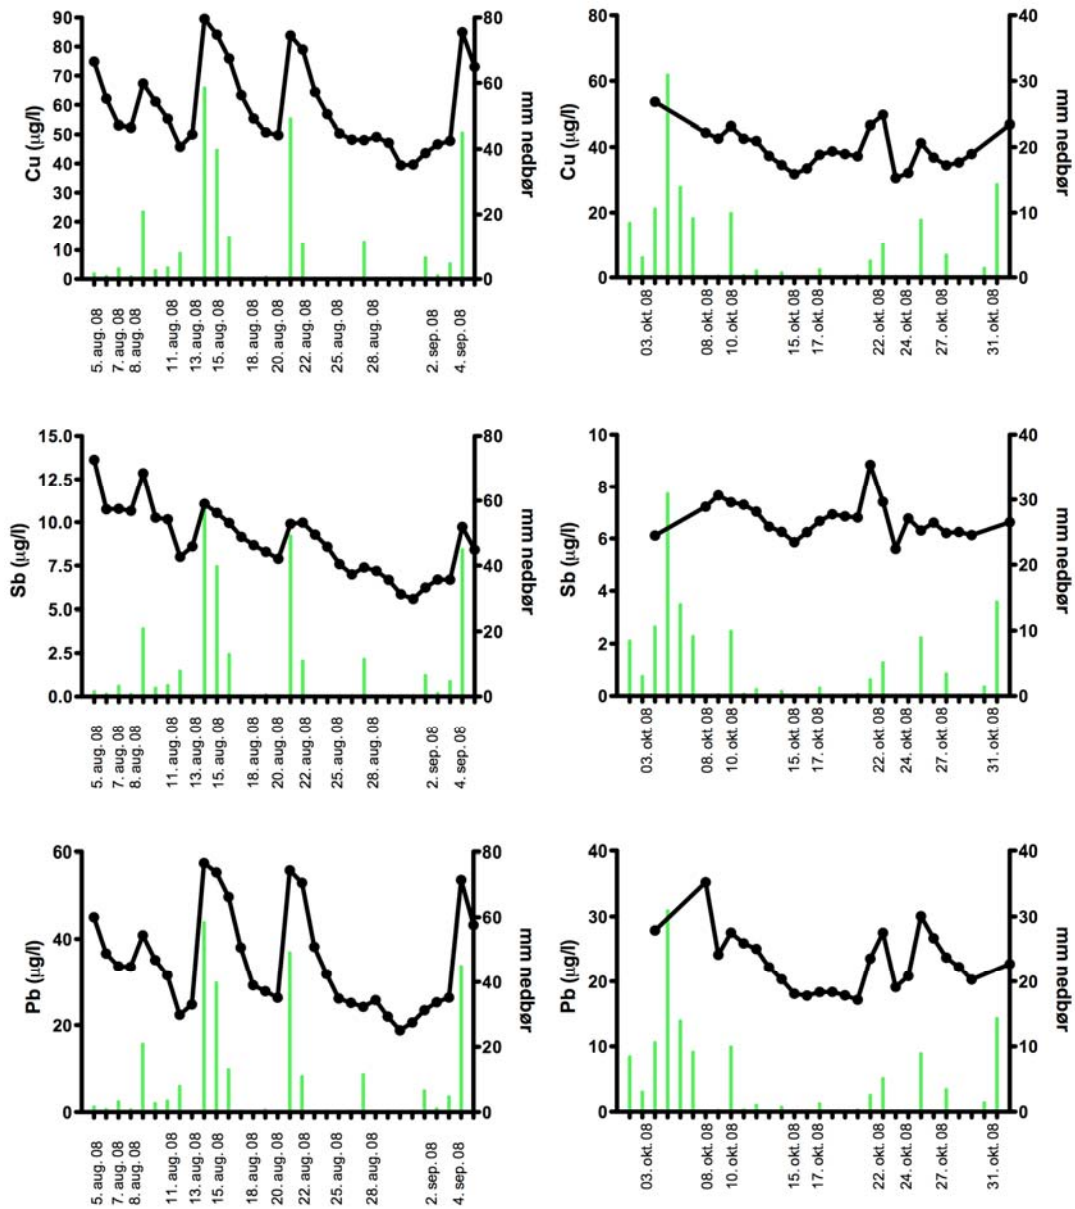 90
80
70
60
50
40
30
20
10
0
Cu (µg/l)
80
60
40
20
0
mm nedbør
5. aug. 08
7. aug. 08
8. aug. 08
11. aug. 08
13. aug. 08
15. aug. 08
18. aug. 08
20. aug. 08
22. aug. 08
25. aug. 08
28. aug. 08
2. sep. 08
4. sep. 08
80
60
40
20
0
Cu (µg/l)
40
30
20
10
0
mm nedbør
03. okt. 08
08. okt. 08
10. okt. 08
15. okt. 08
17. okt. 08
22. okt. 08
24. okt. 08
27. okt. 08
31. okt. 08
15.0
12.5
10.0
7.5
5.0
2.5
0.0
Sb (µg/l)
80
60
40
20
0
mm nedbør
5. aug. 08
7. aug. 08
8. aug. 08
11. aug. 08
13. aug. 08
15. aug. 08
18. aug. 08
20. aug. 08
22. aug. 08
25. aug. 08
28. aug. 08
2. sep. 08
4. sep. 08
10
8
6
4
2
0
Sb (µg/l)
40
30
20
10
0
mm nedbør
03. okt 08
08. okt 08
10. okt 08
15. okt 08
17. okt 08
22. okt 08
24. okt 08
27. okt 08
31. okt 08
60
40
20
0
Pb (µg/l)
80
60
40
20
0
mm nedbør
5. aug. 08
7. aug. 08
8. aug. 08
11. aug. 08
13. aug. 08
15. aug. 08
18. aug. 08
20. aug. 08
22. aug. 08
25. aug. 08
28. aug. 08
2. sep. 08
4. sep. 08
40
30
20
10
0
Pb (µg/l)
40
30
20
10
0
mm nedbør
03. okt. 08
08. okt. 08
10. okt. 08
15. okt. 08
17. okt. 08
22. okt. 08
24. okt. 08
27. okt. 08
31. okt. 08